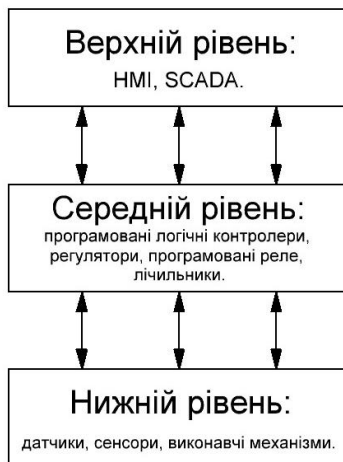 Верхній рівень:
HMI, SCADA.
Середній рівень:
програмовані логічні контролери,
регулятори, програмовані реле,
лічильники.
Нижній рівень:
датчики, сенсори, виконавчі механізми.